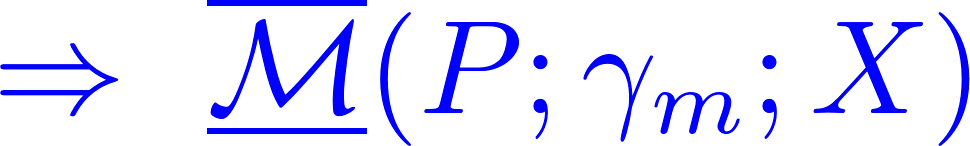 ⇒ $\underline{\overline{\mathcal{M}}}(P; \gamma_m; X)$